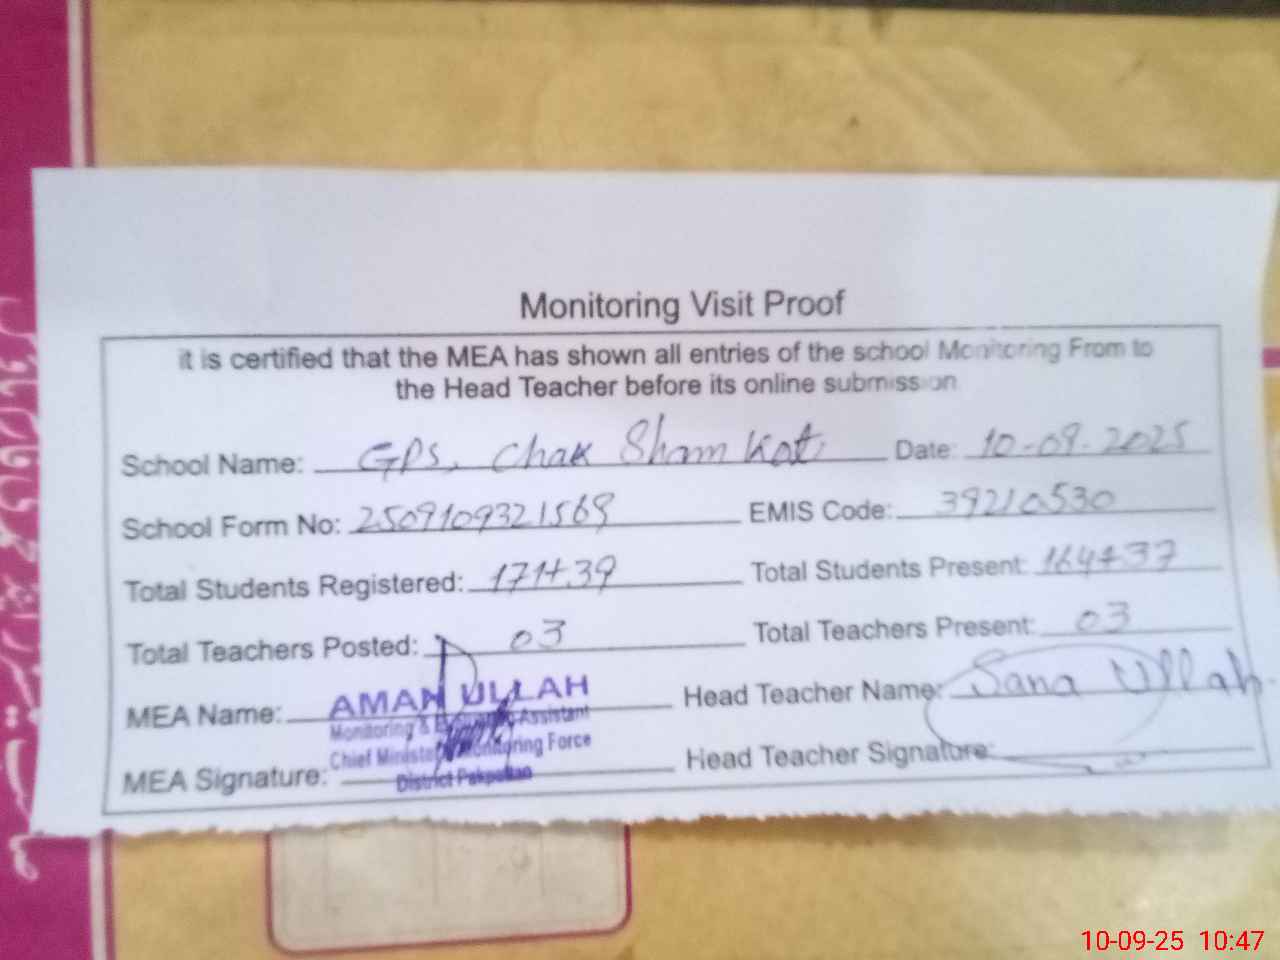 Monitoring Visit Proof
it is certified that the MEA has shown all entries of the school Monitoring From to
the Head Teacher before its online submission
School Name: GPS, Chak Sham Kot Date: 10-09-2025
School Form No: 2509109321569 EMIS Code: 39210530
Total Students Registered: 171+39 Total Students Present: 164+37
Total Teachers Posted: 03 Total Teachers Present: 03
MEA Name: AMAN ULLAH Head Teacher Name: Sana Ullah
Monitoring & Evaluation Assistant
Chief Minister's Monitoring Force
MEA Signature: District Pakpattan Head Teacher Signature:
10-09-25 10:47